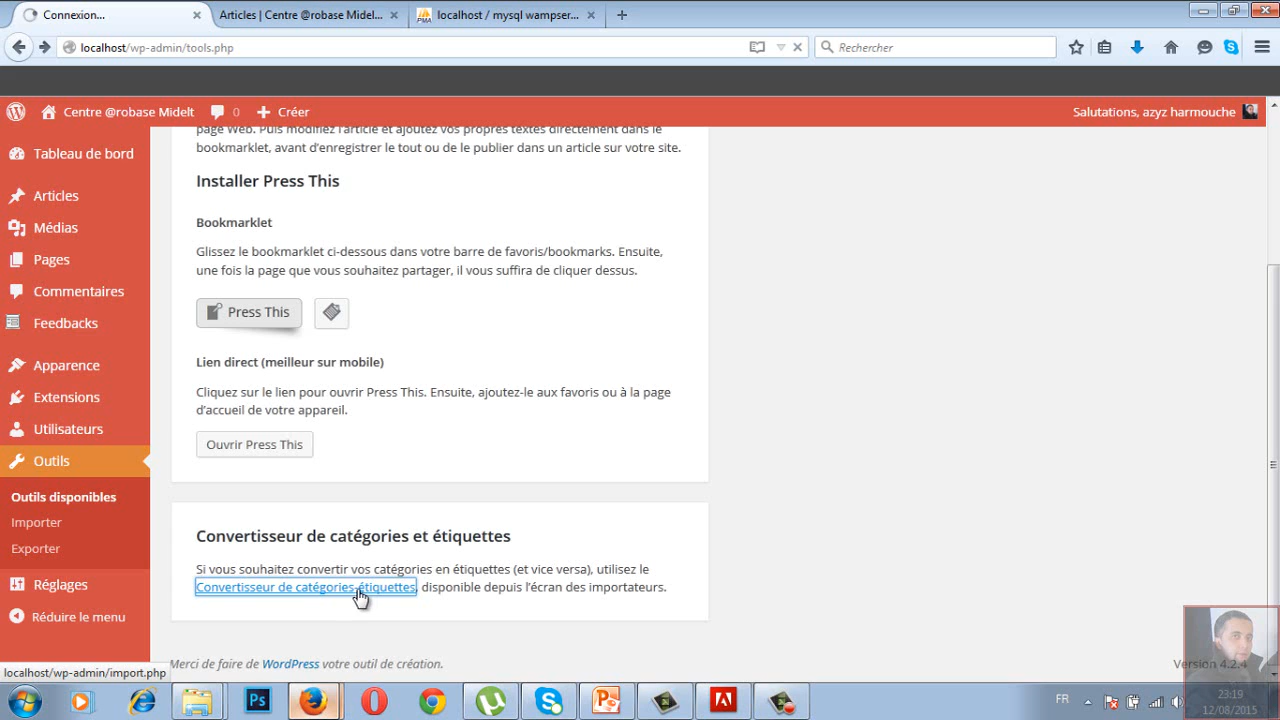 Connexion...
Articles | Centre @robase Midel...
localhost / mysql wampser...
localhost/wp-admin/tools.php
Rechercher
Centre @robase Midelt
0
Créer
Salutations, azyz harmouche
Tableau de bord
Articles
Médias
Pages
Commentaires
Feedbacks
Apparence
Extensions
Utilisateurs
Outils
Outils disponibles
Importer
Exporter
Réglages
Réduire le menu
page Web. Puis modifiez l'article et ajoutez vos propres textes directement dans le
bookmarklet, avant d'enregistrer le tout ou de le publier dans un article sur votre site.
Installer Press This
Bookmarklet
Glissez le bookmarklet ci-dessous dans votre barre de favoris/bookmarks. Ensuite,
une fois la page que vous souhaitez partager, il vous suffira de cliquer dessus.
Press This
Lien direct (meilleur sur mobile)
Cliquez sur le lien pour ouvrir Press This. Ensuite, ajoutez-le aux favoris ou à la page
d'accueil de votre appareil.
Ouvrir Press This
Convertisseur de catégories et étiquettes
Si vous souhaitez convertir vos catégories en étiquettes (et vice versa), utilisez le
Convertisseur de catégories-étiquettes, disponible depuis l'écran des importateurs.
Merci de faire de WordPress votre outil de création.
Version 4.2.4
localhost/wp-admin/import.php
FR
23:19
12/08/2015